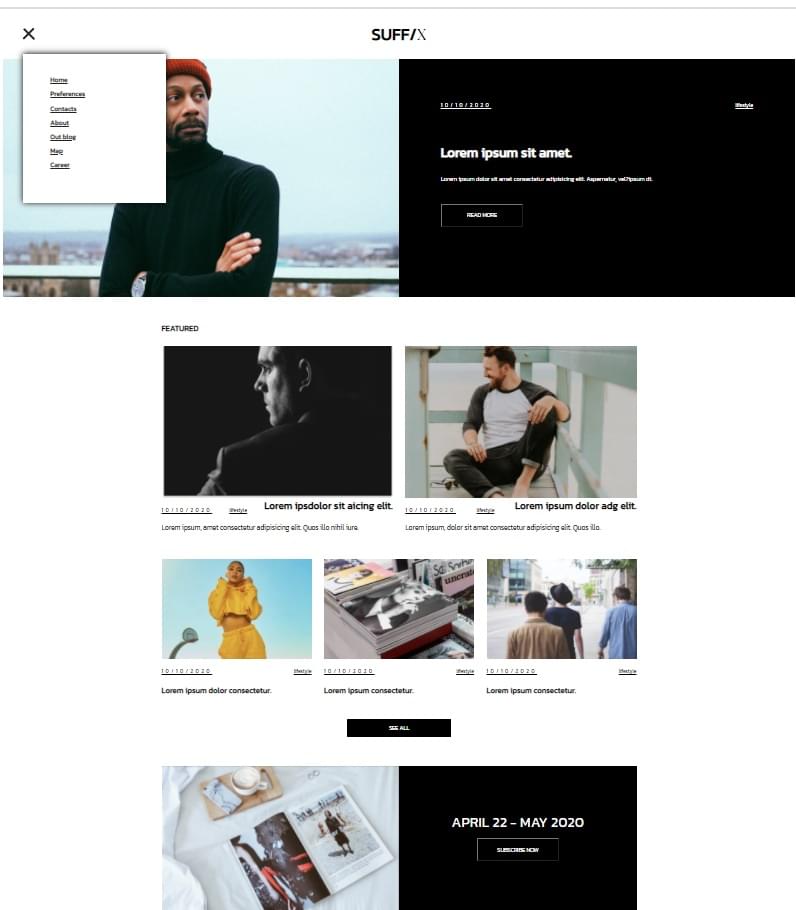 SUFF/X
Home
Preferences
Contacts
About
Out blog
Map
Career
10/10/2020
lifestyle
Lorem ipsum sit amet.
Lorem ipsum dolor sit amet consectetur adipisicing elit. Aspernatur, vel?Ipsum dt.
READ MORE
FEATURED
10/10/2020 lifestyle Lorem ipsdolor sit aicing elit.
Lorem ipsum, amet consectetur adipisicing elit. Quos illo nihil iure.
10/10/2020 lifestyle Lorem ipsum dolor adg elit.
Lorem ipsum, dolor sit amet consectetur adipisicing elit. Quos illo.
10/10/2020 lifestyle
Lorem ipsum dolor consectetur.
10/10/2020 lifestyle
Lorem ipsum consectetur.
10/10/2020 lifestyle
Lorem ipsum consectetur.
SEE ALL
APRIL 22 - MAY 2020
SUBSCRIBE NOW